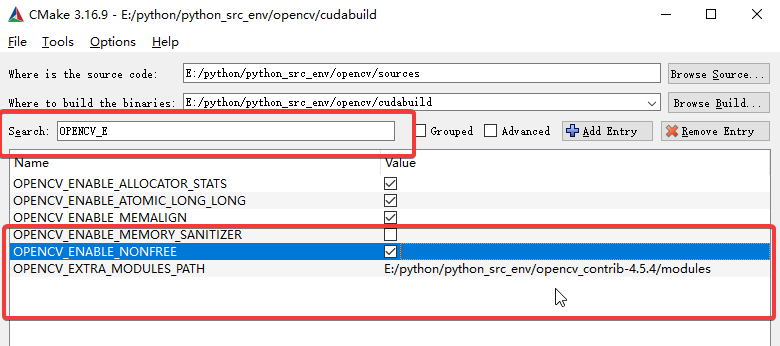 CMake 3.16.9 - E:/python/python_src_env/opencv/cudabuild
File Tools Options Help
Where is the source code: E:/python/python_src_env/opencv/sources Browse Source...
Where to build the binaries: E:/python/python_src_env/opencv/cudabuild Browse Build...
Search: OPENCV_E Grouped Advanced Add Entry Remove Entry
Name Value
OPENCV_ENABLE_ALLOCATOR_STATS
OPENCV_ENABLE_ATOMIC_LONG_LONG
OPENCV_ENABLE_MEMALIGN
OPENCV_ENABLE_MEMORY_SANITIZER
OPENCV_ENABLE_NONFREE
OPENCV_EXTRA_MODULES_PATH E:/python/python_src_env/opencv_contrib-4.5.4/modules